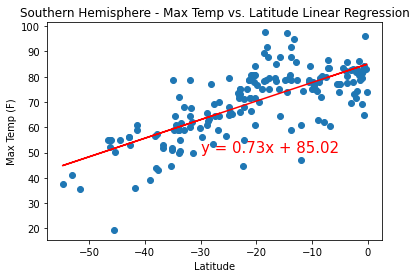 Southern Hemisphere - Max Temp vs. Latitude Linear Regression
100
90
80
70
60
50
40
30
20
Max Temp (F)
y = 0.73x + 85.02
−50 −40 −30 −20 −10 0
Latitude